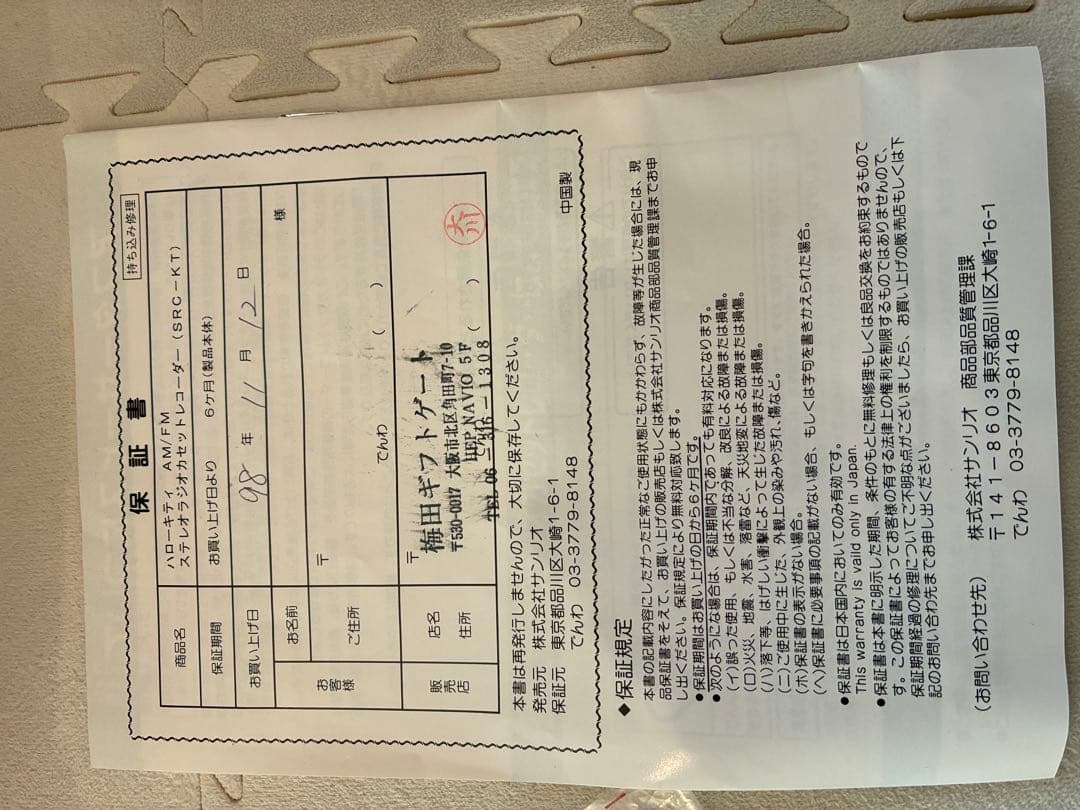 保証書
持ち込み修理
商品名 ハローキティ AM/FM
ステレオラジオカセットレコーダー(SRC-KT)
保証期間 お買い上げ日より 6ケ月(製品本体)
お買い上げ日 98年 11月 12日
お客様 お名前 様
ご住所 〒
でんわ ( )
販売店 店名 住所 〒
梅田ギフトゲート
〒530-0017 大阪市北区角田町7-10
HEP NAVIO 5F
でんわ ( )
TEL 06-316-1308
大川
本書は再発行しませんので、大切に保存してください。
発売元 株式会社サンリオ
保証元 東京都品川区大崎1-6-1
でんわ 03-3779-8148
中国製
◆保証規定
本書の記載内容にしたがった正常なご使用状態にもかかわらず、故障等が生じた場合には、現
品保証書をそえて、お買い上げの販売店もしくは株式会社サンリオ商品部品質管理課までお申
し出ください。保証規定により無料対応致します。
●保証期間はお買い上げの日から6ケ月です。
●次のような場合は、保証期間内であっても有料対応になります。
(イ)誤った使用、もしくは不当な分解、改良による故障または損傷。
(ロ)火災、地震、水害、落雷など、天災地変による故障または損傷。
(ハ)落下等、はげしい衝撃によって生じた故障または損傷。
(ニ)ご使用中に生じた、外観上の染みや汚れ、傷など。
(ホ)保証書の表示がない場合。
(ヘ)保証書に必要事項の記載がない場合、もしくは字句を書きかえられた場合。
●保証書は日本国内においてのみ有効です。
This warranty is valid only in Japan.
●保証書は本書に明示した期間、条件のもとに無料修理もしくは良品交換をお約束するもので
す。この保証書によってお客様の有する法律上の権利を制限するものではありませんので、
保証期間経過の修理についてご不明な点がございましたら、お買い上げの販売店もしくは下
記のお問い合わせ先までお申し出ください。
(お問い合わせ先) 株式会社サンリオ 商品部品質管理課
〒141-8603東京都品川区大崎1-6-1
でんわ 03-3779-8148